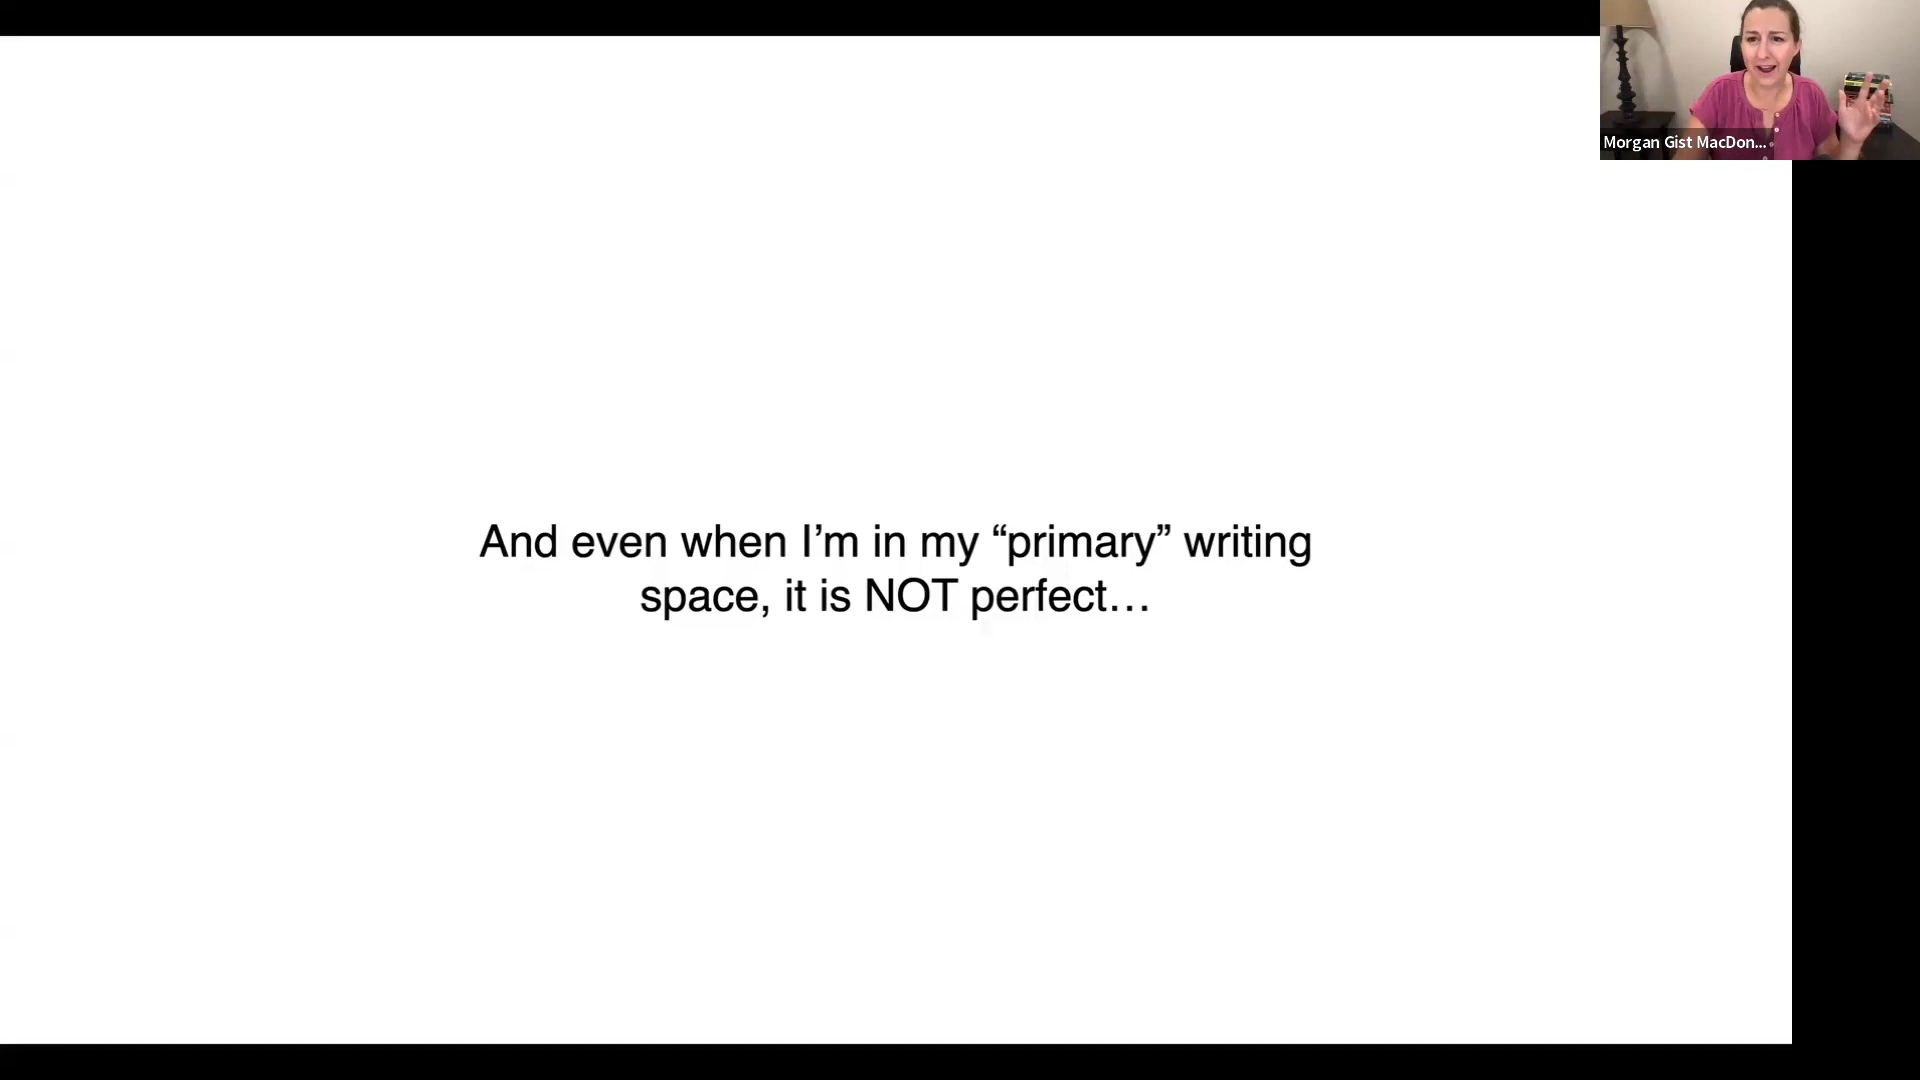 Morgan Gist MacDon...
And even when I’m in my “primary” writing
space, it is NOT perfect…